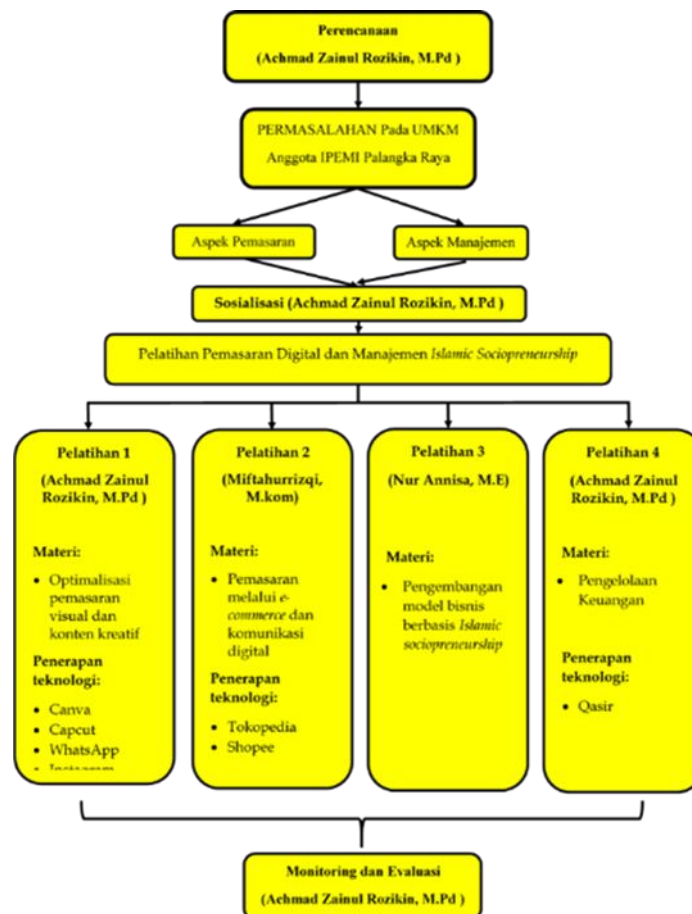 Perencanaan
(Achmad Zainul Rozikin, M.Pd )
PERMASALAHAN Pada UMKM
Anggota IPEMI Palangka Raya
Aspek Pemasaran
Aspek Manajemen
Sosialisasi (Achmad Zainul Rozikin, M.Pd )
Pelatihan Pemasaran Digital dan Manajemen Islamic Sociopreneurship
Pelatihan 1
(Achmad Zainul
Rozikin, M.Pd )
Materi:
• Optimalisasi
pemasaran
visual dan
konten kreatif
Penerapan
teknologi:
• Canva
• Capcut
• WhatsApp
Pelatihan 2
(Miftahurrizqi,
M.kom)
Materi:
• Pemasaran
melalui e-
commerce dan
komunikasi
digital
Penerapan
teknologi:
• Tokopedia
• Shopee
Pelatihan 3
(Nur Annisa, M.E)
Materi:
• Pengembangan
model bisnis
berbasis Islamic
sociopreneurship
Pelatihan 4
(Achmad Zainul
Rozikin, M.Pd )
Materi:
• Pengelolaan
Keuangan
Penerapan
teknologi:
• Qasir
Monitoring dan Evaluasi
(Achmad Zainul Rozikin, M.Pd )